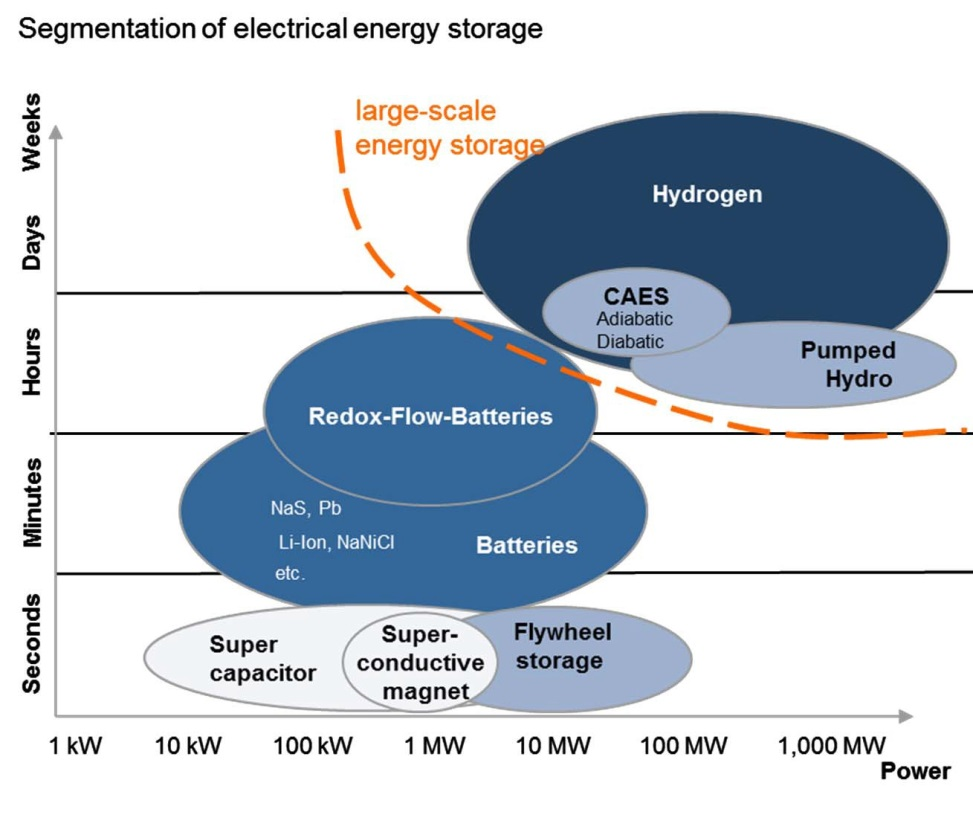 Segmentation of electrical energy storage
large-scale
energy storage
Weeks
Days
Hours
Minutes
Seconds
Hydrogen
CAES
Adiabatic
Diabatic
Pumped
Hydro
Redox-Flow-Batteries
NaS, Pb
Li-Ion, NaNiCl
etc.
Batteries
Super
capacitor
Super-
conductive
magnet
Flywheel
storage
1 kW 10 kW 100 kW 1 MW 10 MW 100 MW 1,000 MW
Power